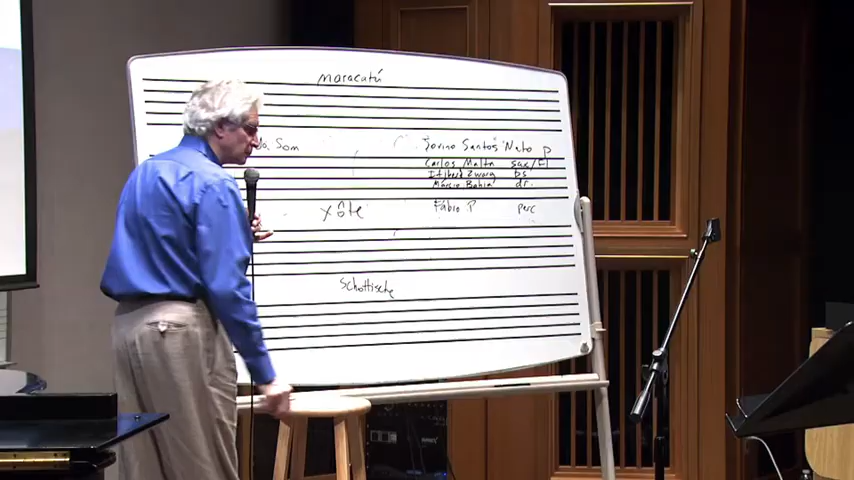 maracatú
do Som
Jovino Santos Neto P
Carlos Malta sax/Fl
Itiberê Zwarg bs
Márcio Bahia dr.
xôte
Fábio P perc
Schottische